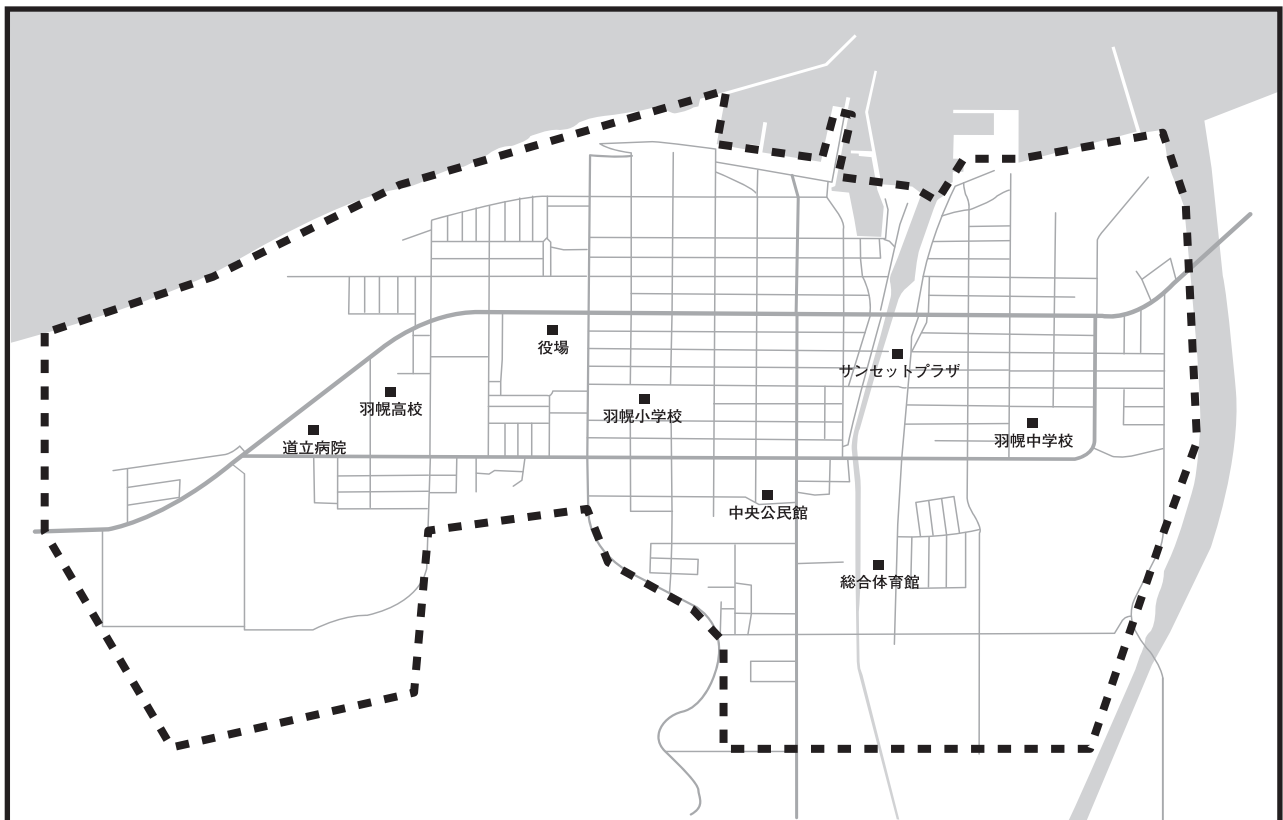 役場
サンセットプラザ
羽幌高校
羽幌小学校
羽幌中学校
道立病院
中央公民館
総合体育館